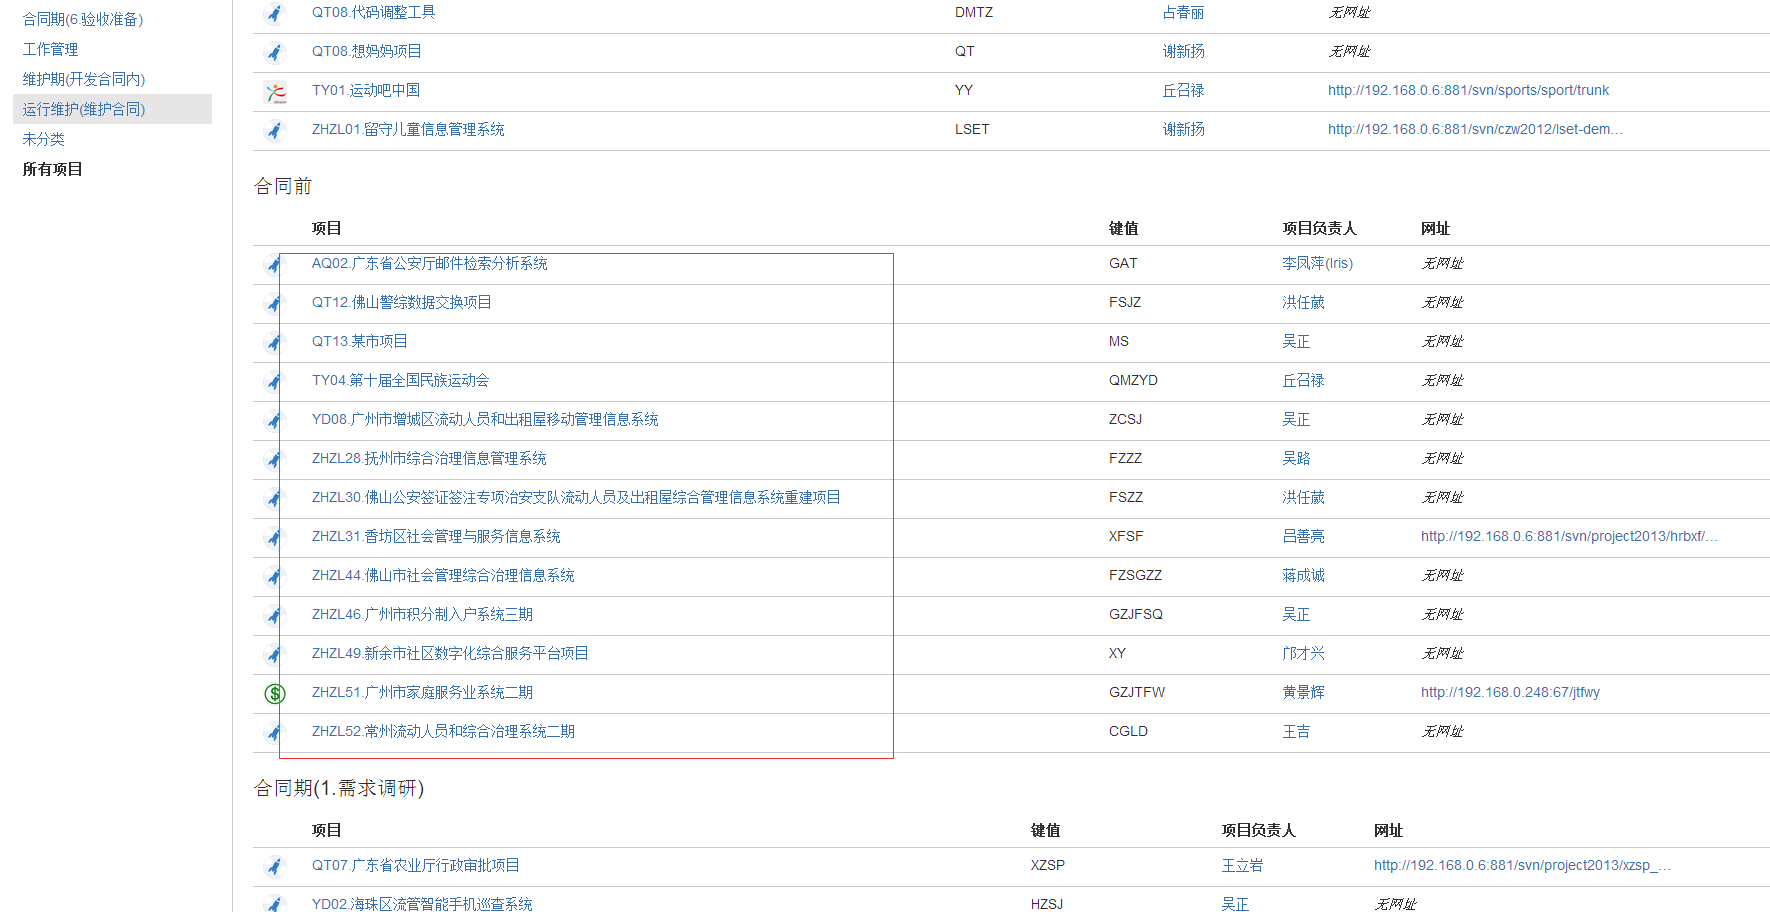 合同期(6.验收准备)
工作管理
维护期(开发合同内)
运行维护(维护合同)
未分类
所有项目
QT08.代码调整工具 DMTZ 占春丽 无网址
QT08.想妈妈项目 QT 谢新扬 无网址
TY01.运动吧中国 YY 丘召禄 http://192.168.0.6:881/svn/sports/sport/trunk
ZHZL01.留守儿童信息管理系统 LSET 谢新扬 http://192.168.0.6:881/svn/czw2012/lset-dem...
合同前
项目 键值 项目负责人 网址
AQ02.广东省公安厅邮件检索分析系统 GAT 李凤萍(Iris) 无网址
QT12.佛山警综数据交换项目 FSJZ 洪任葳 无网址
QT13.某市项目 MS 吴正 无网址
TY04.第十届全国民族运动会 QMZYD 丘召禄 无网址
YD08.广州市增城区流动人员和出租屋移动管理信息系统 ZCSJ 吴正 无网址
ZHZL28.抚州市综合治理信息管理系统 FZZZ 吴路 无网址
ZHZL30.佛山公安签证签注专项治安支队流动人员及出租屋综合管理信息系统重建项目 FSZZ 洪任葳 无网址
ZHZL31.香坊区社会管理与服务信息系统 XFSF 吕善亮 http://192.168.0.6:881/svn/project2013/hrbxf/...
ZHZL44.佛山市社会管理综合治理信息系统 FZSGZZ 蒋成诚 无网址
ZHZL46.广州市积分制入户系统三期 GZJFSQ 吴正 无网址
ZHZL49.新余市社区数字化综合服务平台项目 XY 邝才兴 无网址
ZHZL51.广州市家庭服务业系统二期 GZJTFW 黄景辉 http://192.168.0.248:67/jtfwy
ZHZL52.常州流动人员和综合治理系统二期 CGLD 王吉 无网址
合同期(1.需求调研)
项目 键值 项目负责人 网址
QT07.广东省农业厅行政审批项目 XZSP 王立岩 http://192.168.0.6:881/svn/project2013/xzsp_...
YD02.海珠区流管智能手机巡查系统 HZSJ 吴正 无网址